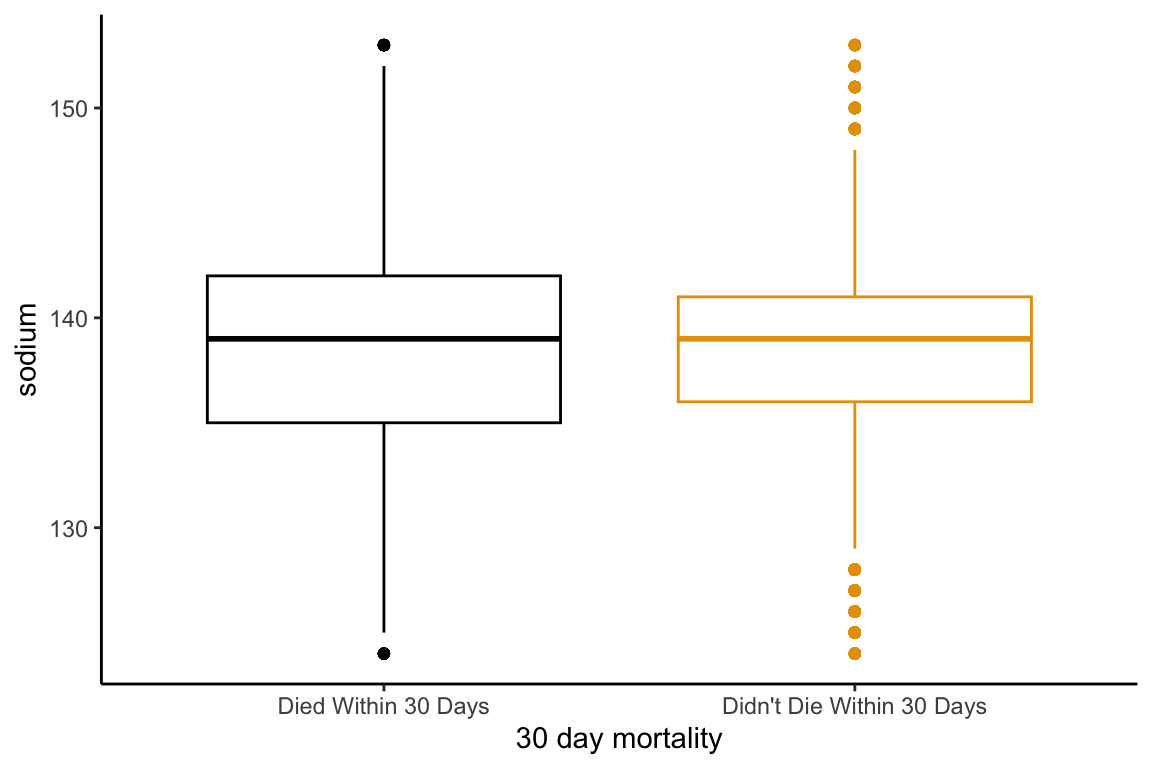 sodium
150
140
130
Died Within 30 Days
Didn't Die Within 30 Days
30 day mortality